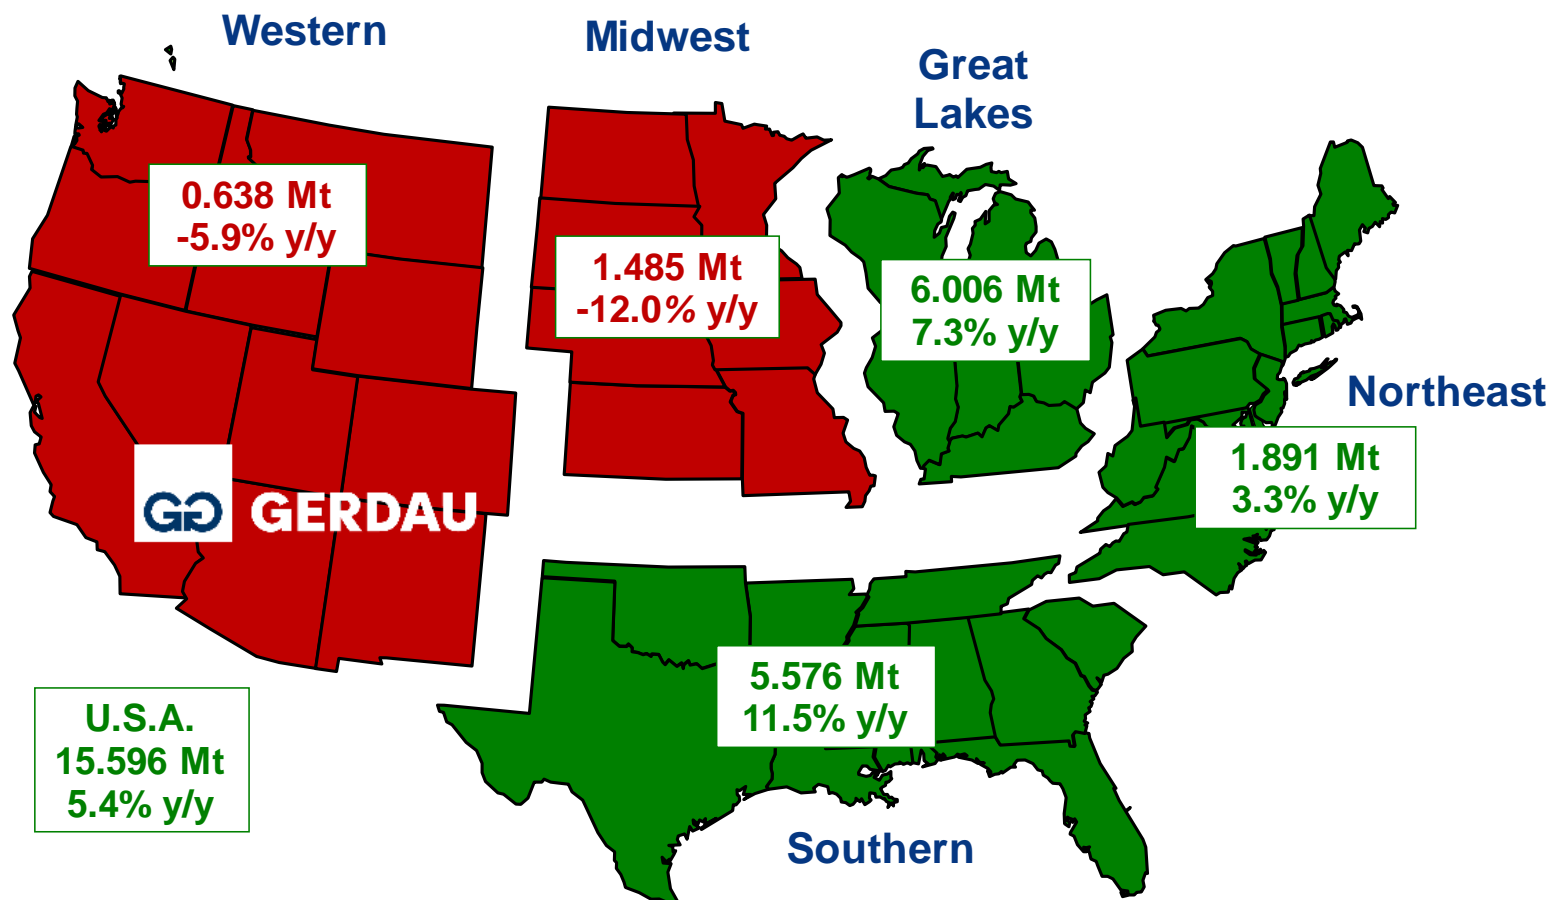 Western
0.638 Mt
-5.9% y/y
Midwest
1.485 Mt
-12.0% y/y
Great
Lakes
6.006 Mt
7.3% y/y
Northeast
1.891 Mt
3.3% y/y
GG GERDAU
5.576 Mt
11.5% y/y
Southern
U.S.A.
15.596 Mt
5.4% y/y